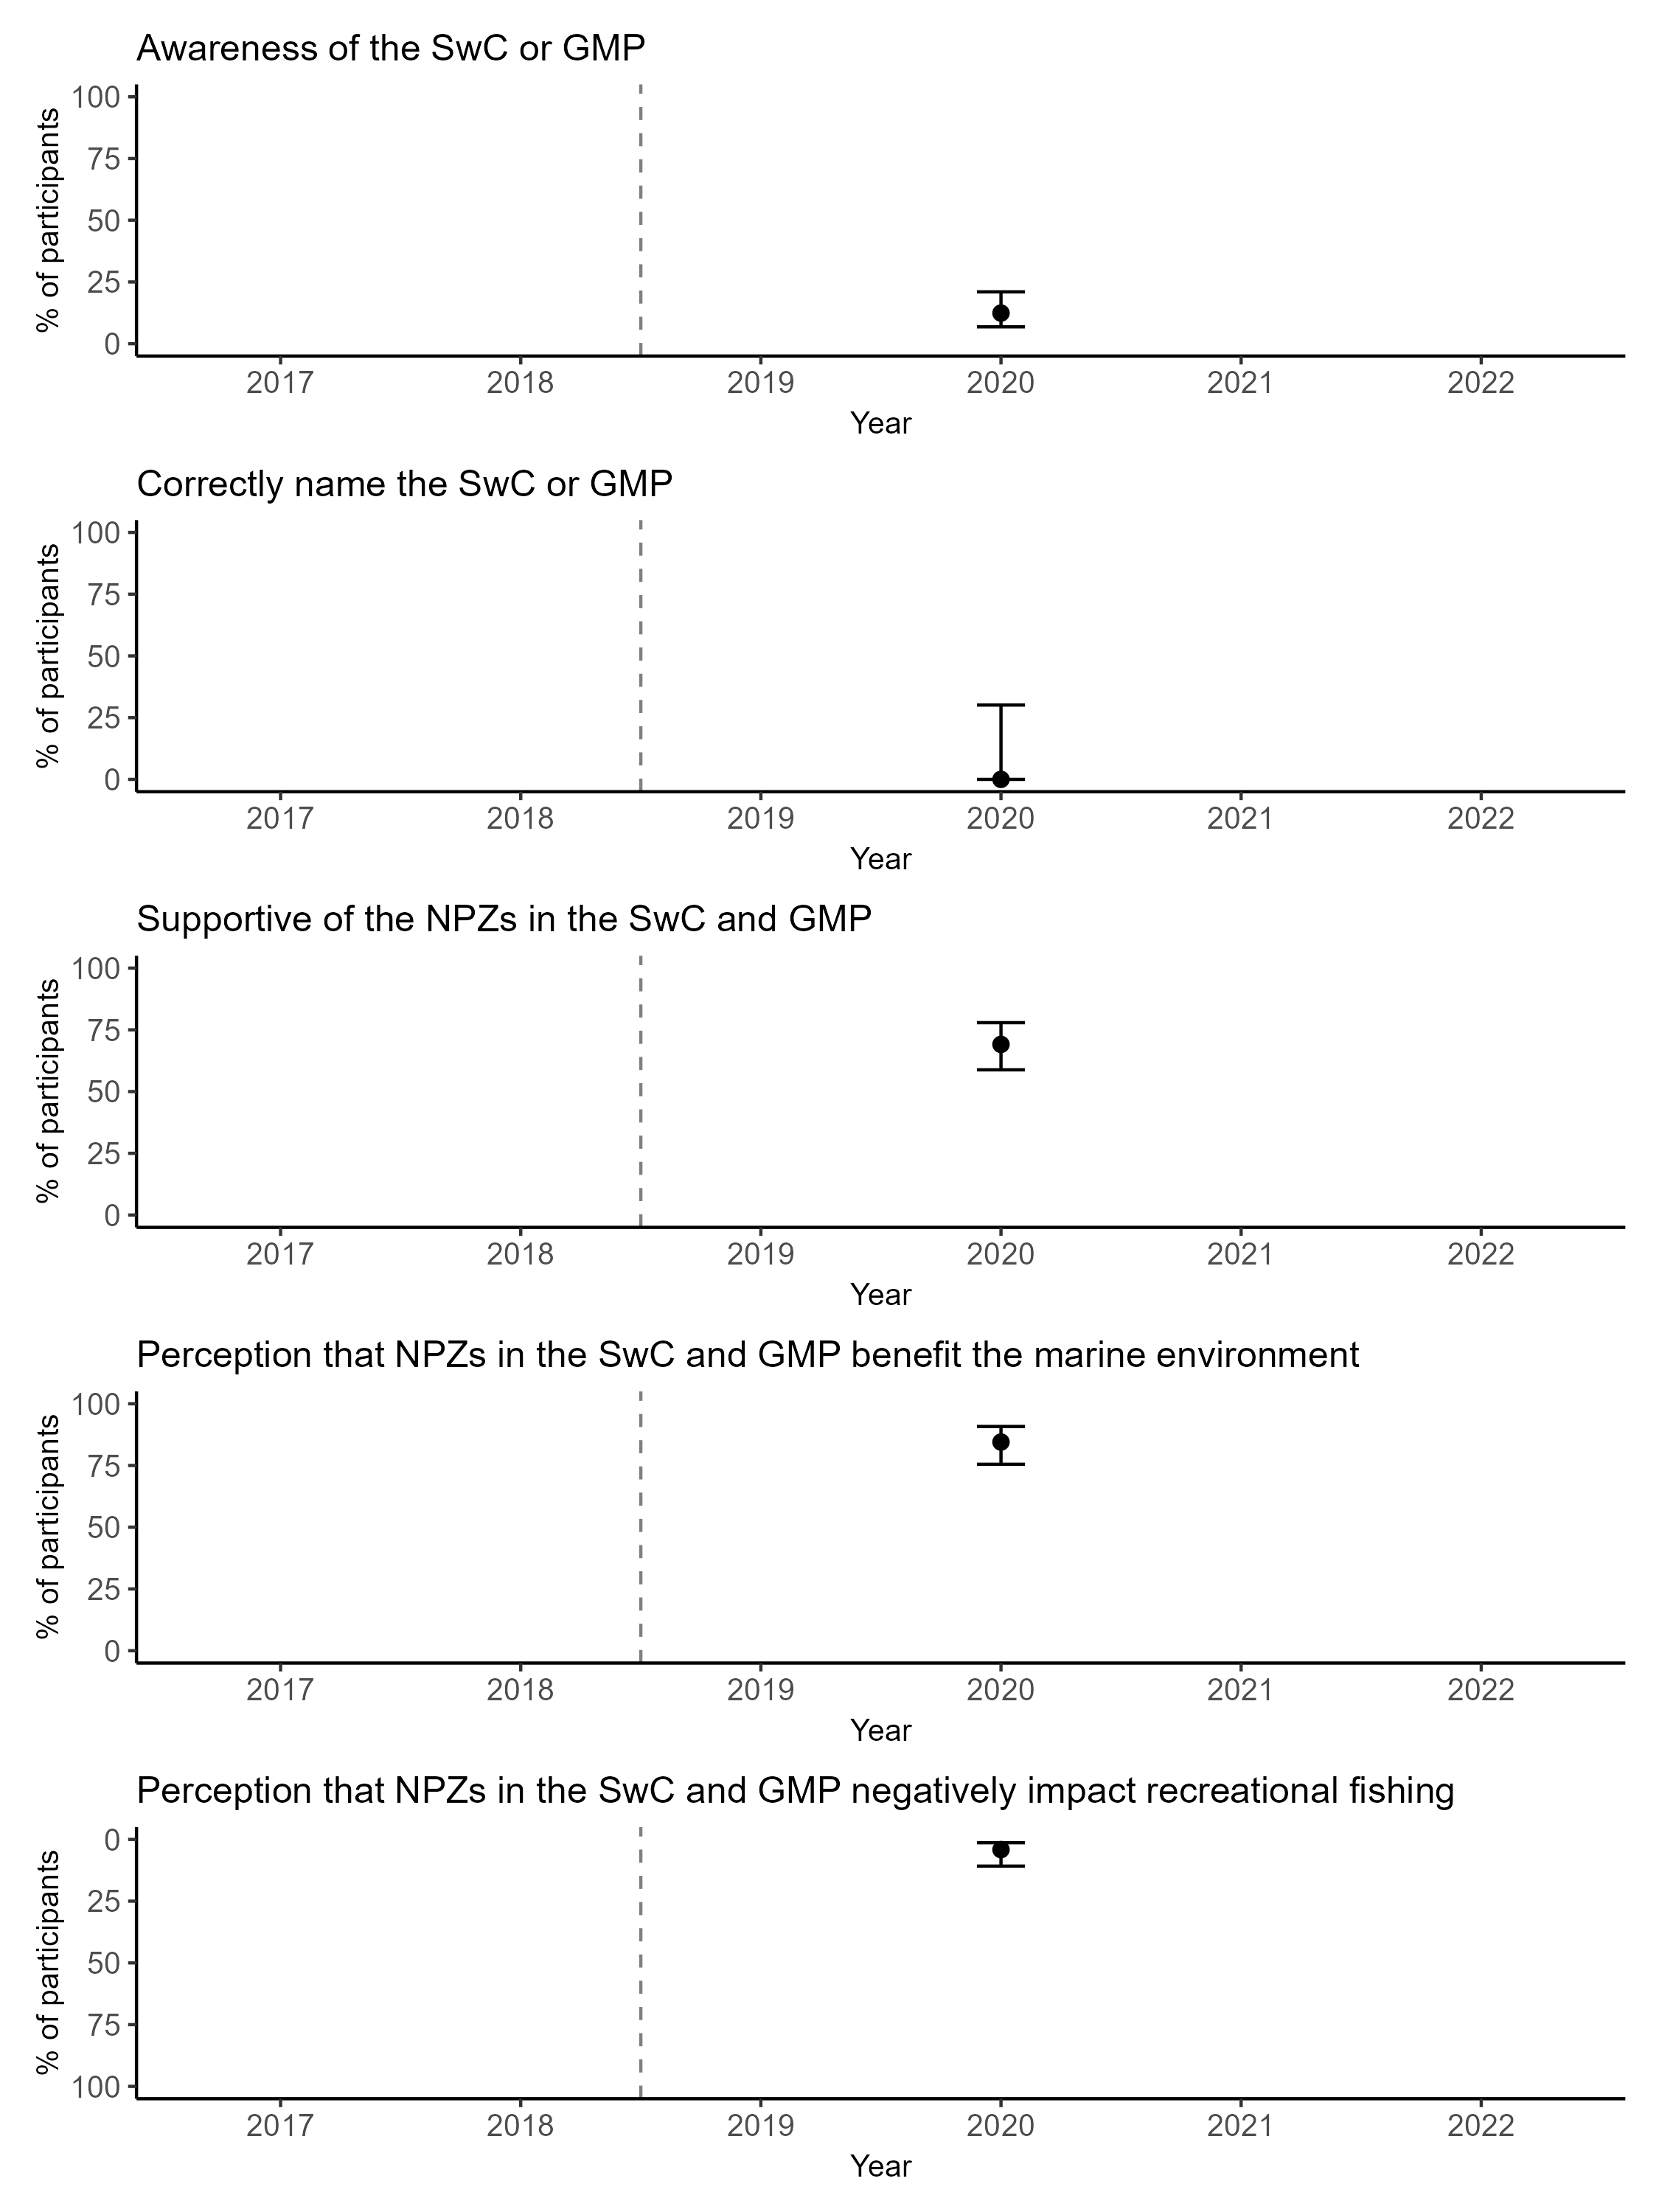 Awareness of the SwC or GMP
% of participants
100
75
50
25
0
2017 2018 2019 2020 2021 2022
Year
Correctly name the SwC or GMP
% of participants
100
75
50
25
0
2017 2018 2019 2020 2021 2022
Year
Supportive of the NPZs in the SwC and GMP
% of participants
100
75
50
25
0
2017 2018 2019 2020 2021 2022
Year
Perception that NPZs in the SwC and GMP benefit the marine environment
% of participants
100
75
50
25
0
2017 2018 2019 2020 2021 2022
Year
Perception that NPZs in the SwC and GMP negatively impact recreational fishing
% of participants
0
25
50
75
100
2017 2018 2019 2020 2021 2022
Year